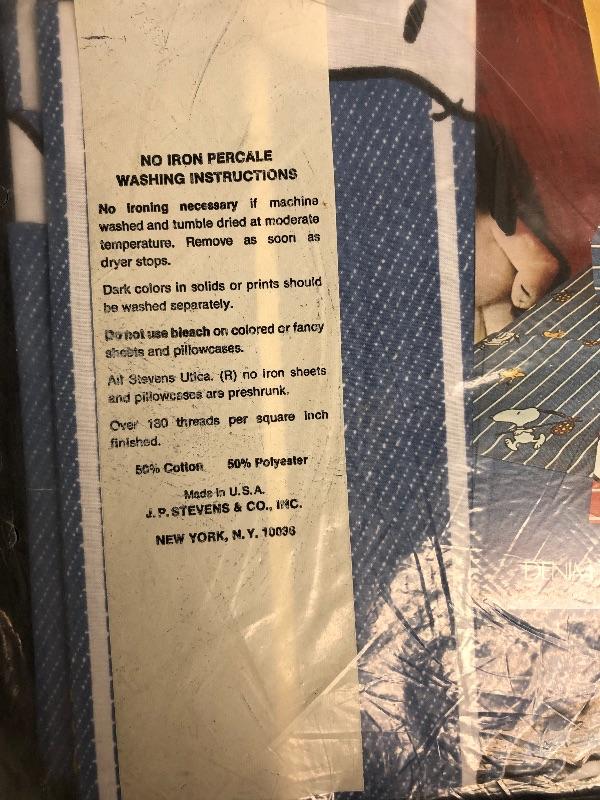 NO IRON PERCALE
WASHING INSTRUCTIONS
No ironing necessary if machine
washed and tumble dried at moderate
temperature. Remove as soon as
dryer stops.
Dark colors in solids or prints should
be washed separately.
Do not use bleach on colored or fancy
sheets and pillowcases.
All Stevens Utica. (R) no iron sheets
and pillowcases are preshrunk.
Over 180 threads per square inch
finished.
50% Cotton 50% Polyester
Made in U.S.A.
J.P. STEVENS & CO., INC.
NEW YORK, N.Y. 10036
DENIM